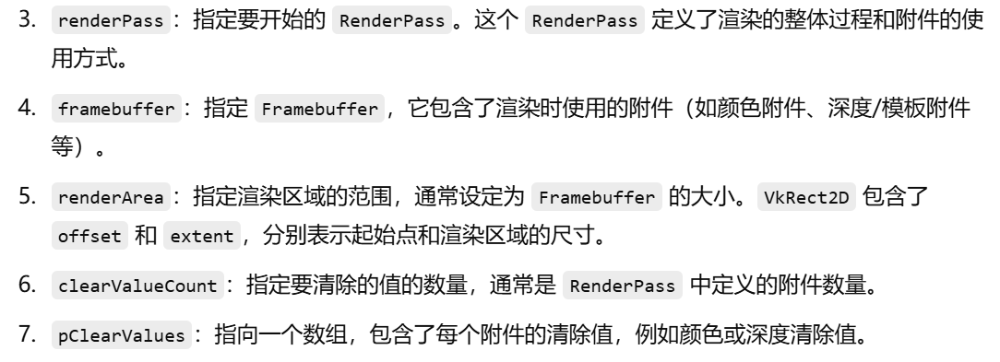 3. renderPass：指定要开始的 RenderPass。这个 RenderPass 定义了渲染的整体过程和附件的使
用方式。
4. framebuffer：指定 Framebuffer，它包含了渲染时使用的附件（如颜色附件、深度/模板附件
等）。
5. renderArea：指定渲染区域的范围，通常设定为 Framebuffer 的大小。VkRect2D 包含了
offset 和 extent，分别表示起始点和渲染区域的尺寸。
6. clearValueCount：指定要清除的值的数量，通常是 RenderPass 中定义的附件数量。
7. pClearValues：指向一个数组，包含了每个附件的清除值，例如颜色或深度清除值。